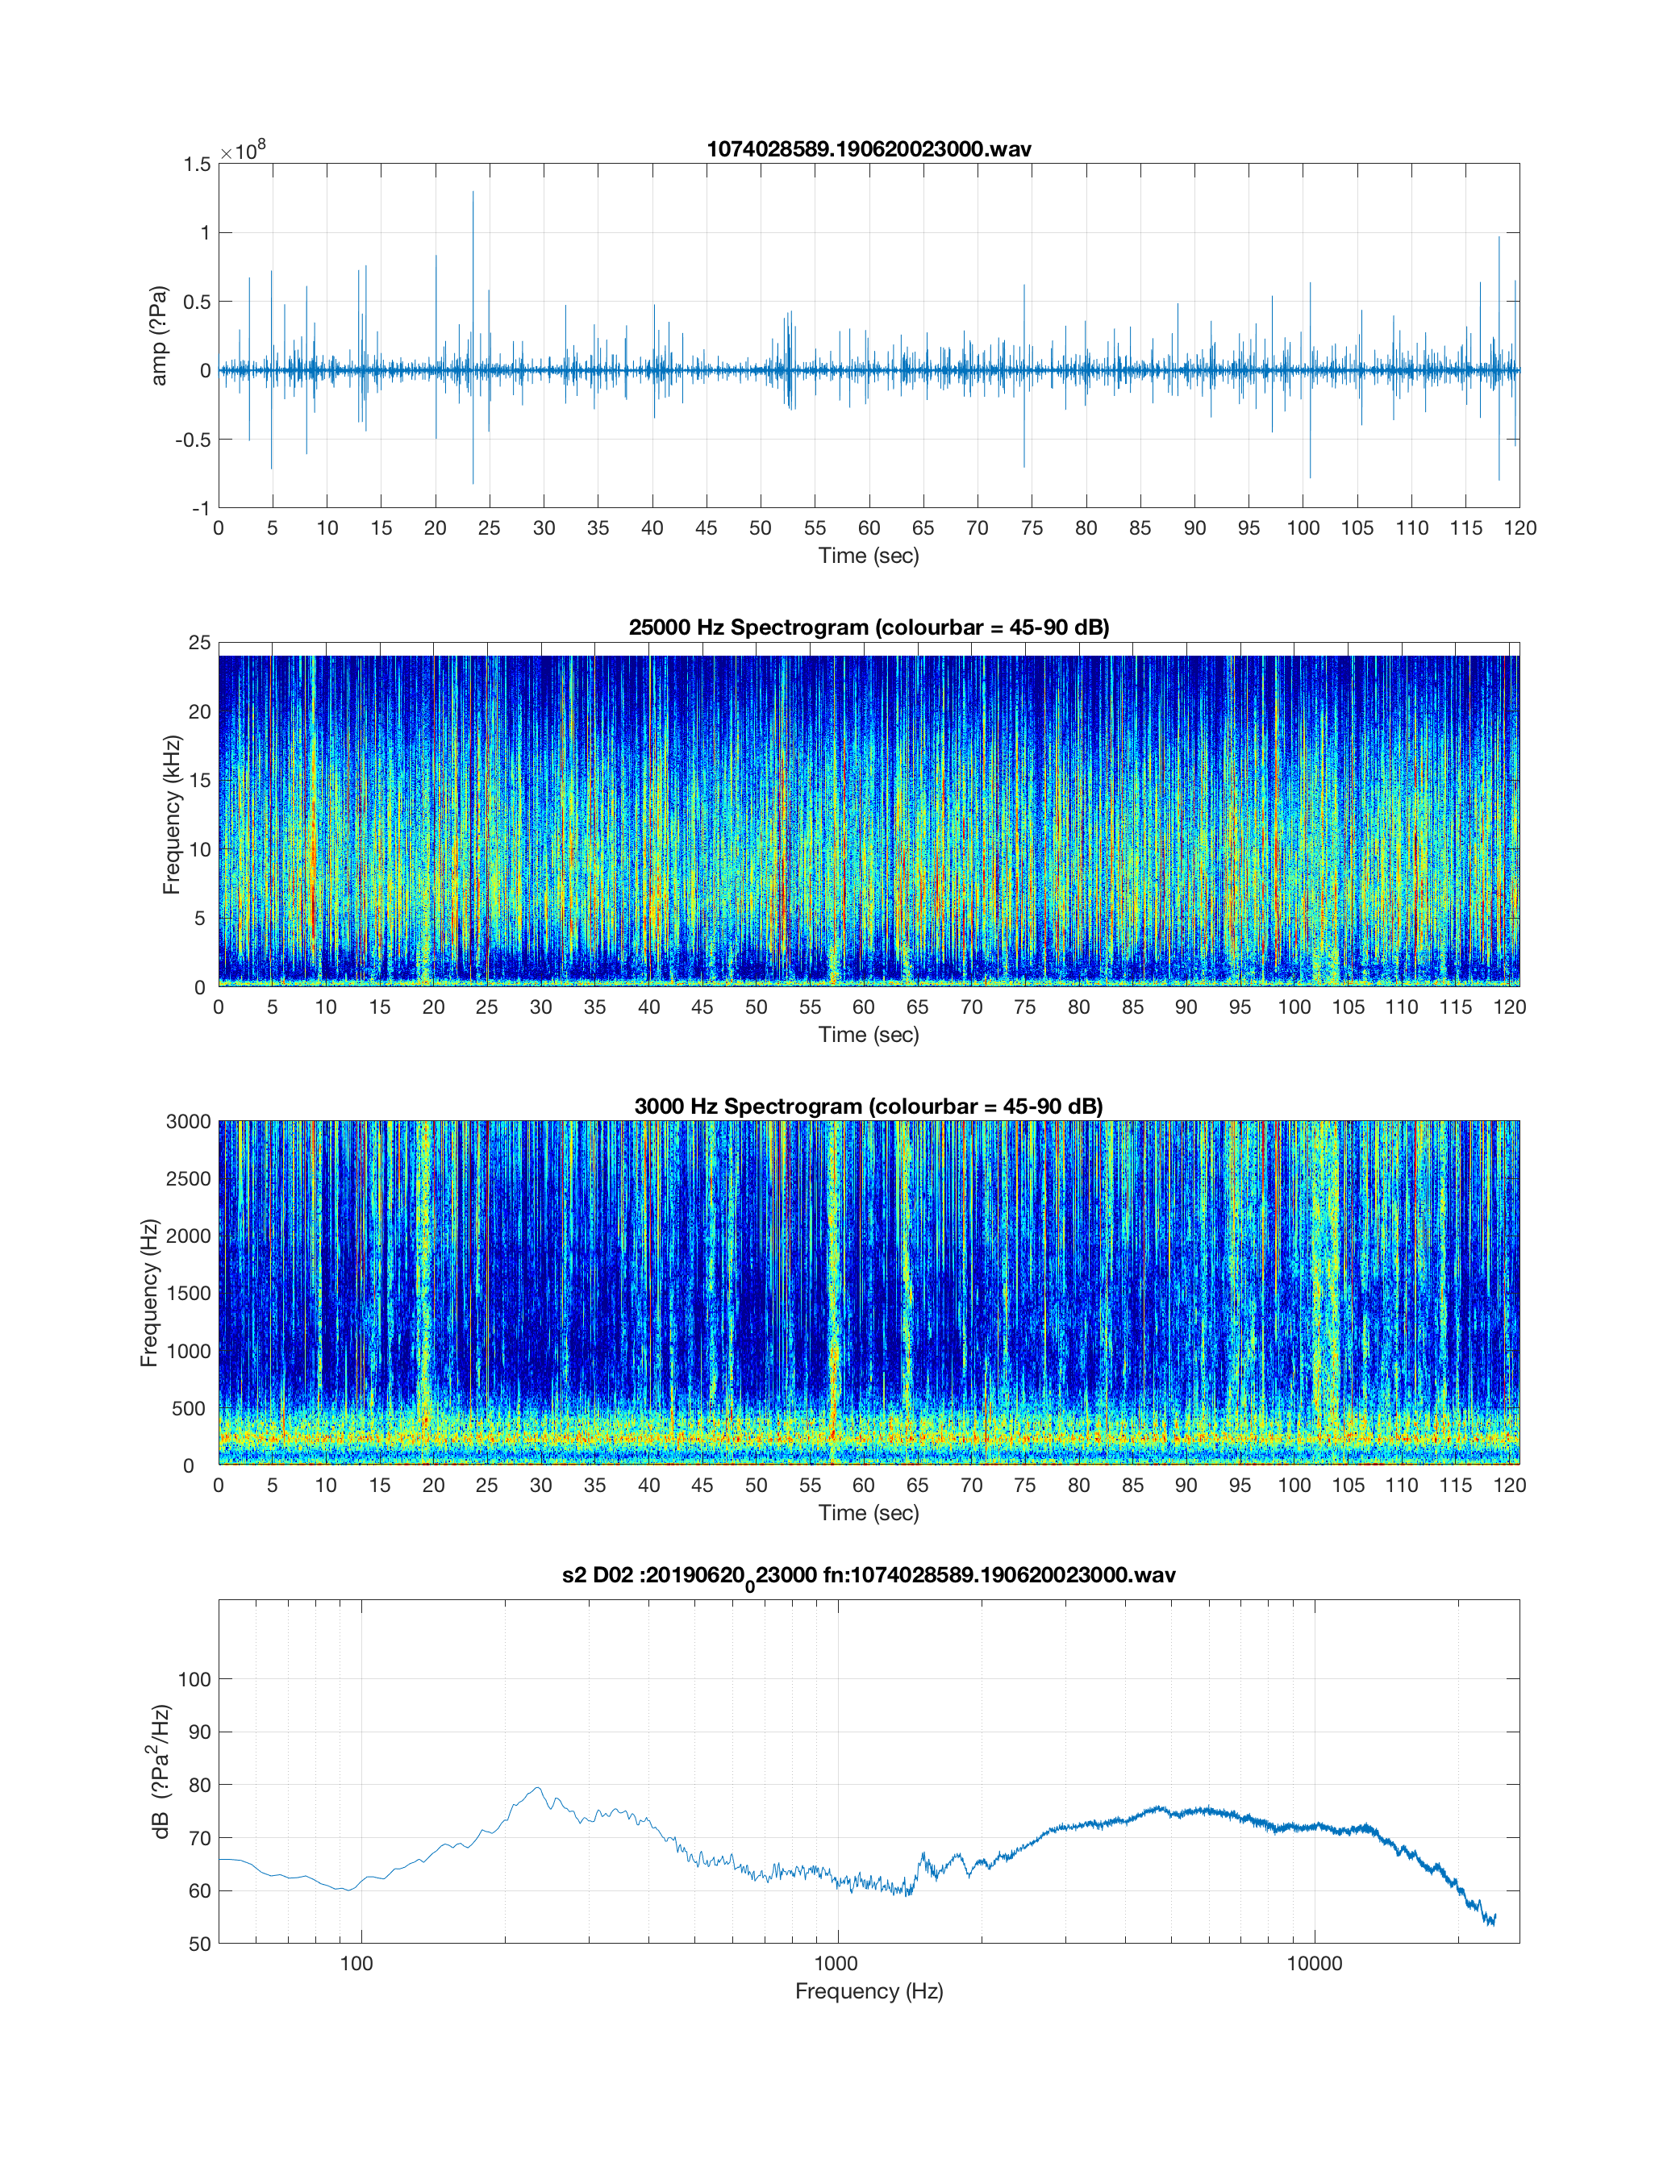 1074028589.190620023000.wav
×10^8
1.5
1
0.5
0
-0.5
-1
amp (?Pa)
0 5 10 15 20 25 30 35 40 45 50 55 60 65 70 75 80 85 90 95 100 105 110 115 120
Time (sec)
25000 Hz Spectrogram (colourbar = 45-90 dB)
25
20
15
10
5
0
Frequency (kHz)
0 5 10 15 20 25 30 35 40 45 50 55 60 65 70 75 80 85 90 95 100 105 110 115 120
Time (sec)
3000 Hz Spectrogram (colourbar = 45-90 dB)
3000
2500
2000
1500
1000
500
0
Frequency (Hz)
0 5 10 15 20 25 30 35 40 45 50 55 60 65 70 75 80 85 90 95 100 105 110 115 120
Time (sec)
s2 D02 :20190620_023000 fn:1074028589.190620023000.wav
100
90
80
70
60
50
dB (?Pa^2/Hz)
100 1000 10000
Frequency (Hz)